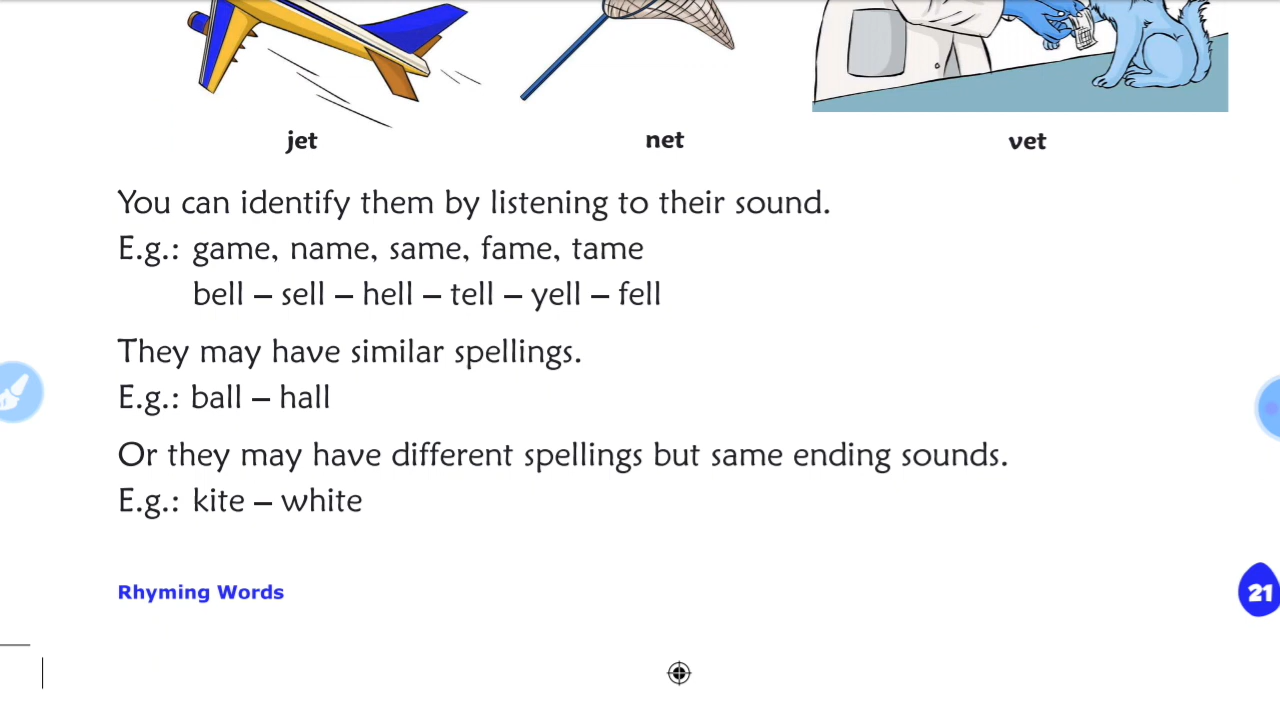 jet net vet
You can identify them by listening to their sound.
E.g.: game, name, same, fame, tame
bell – sell – hell – tell – yell – fell
They may have similar spellings.
E.g.: ball – hall
Or they may have different spellings but same ending sounds.
E.g.: kite – white
Rhyming Words 21